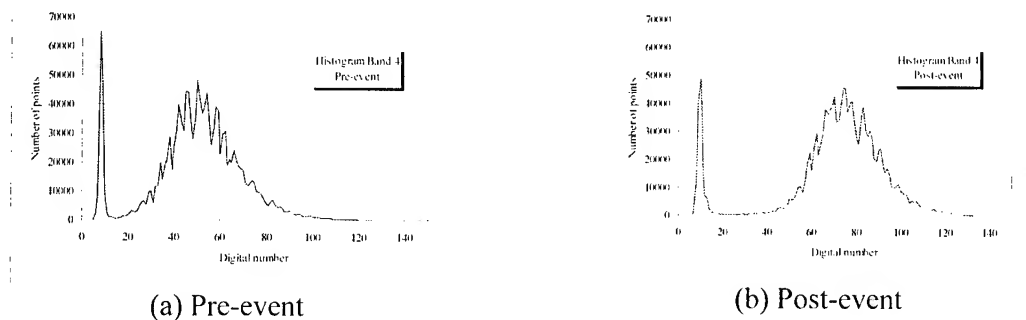 70000
60000
50000
40000
30000
20000
10000
0
Number of points
Histogram Band 4
Pre-event
0 20 40 60 80 100 120 140
Digital number
(a) Pre-event
70000
60000
50000
40000
30000
20000
10000
0
Number of points
Histogram Band 4
Post-event
0 20 40 60 80 100 120 140
Digital number
(b) Post-event